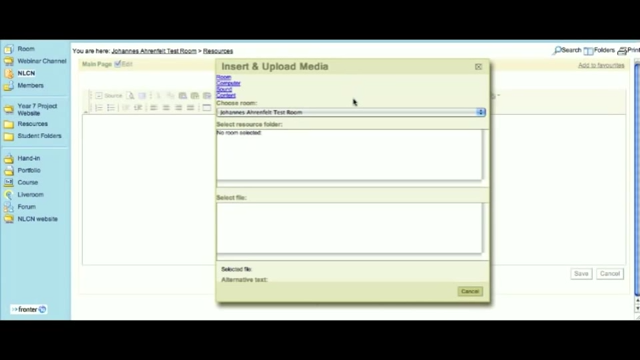 Room
Webinar Channel
NLCN
Members
Year 7 Project
Website
Resources
Student Folders
Hand-in
Portfolio
Course
Liveroom
Forum
NLCN website
fronter
You are here: Johannes Ahrenfelt Test Room > Resources
Search Folders Print
Main Page Edit
Add to favourites
Source
Insert & Upload Media
Room
Computer
Sound
Content
Choose room:
Johannes Ahrenfelt Test Room
Select resource folder:
No room selected
Select file:
Selected file
Alternative text:
Cancel
Save Cancel